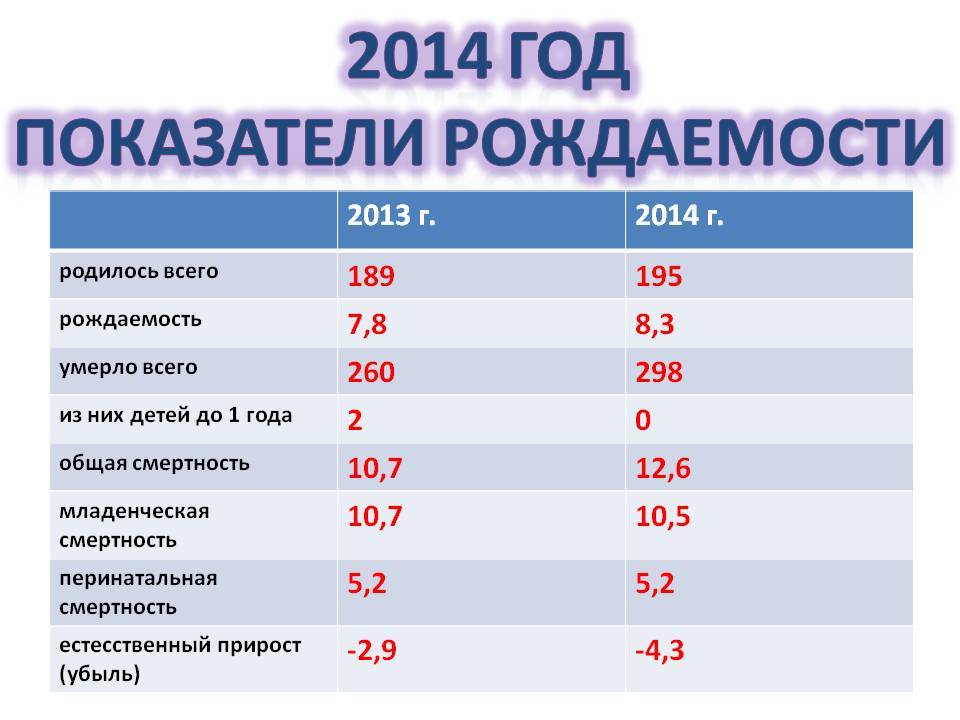 2014 ГОД
ПОКАЗАТЕЛИ РОЖДАЕМОСТИ
2013 г. 2014 г.
родилось всего 189 195
рождаемость 7,8 8,3
умерло всего 260 298
из них детей до 1 года 2 0
общая смертность 10,7 12,6
младенческая
смертность 10,7 10,5
перинатальная
смертность 5,2 5,2
естесственный прирост
(убыль) -2,9 -4,3